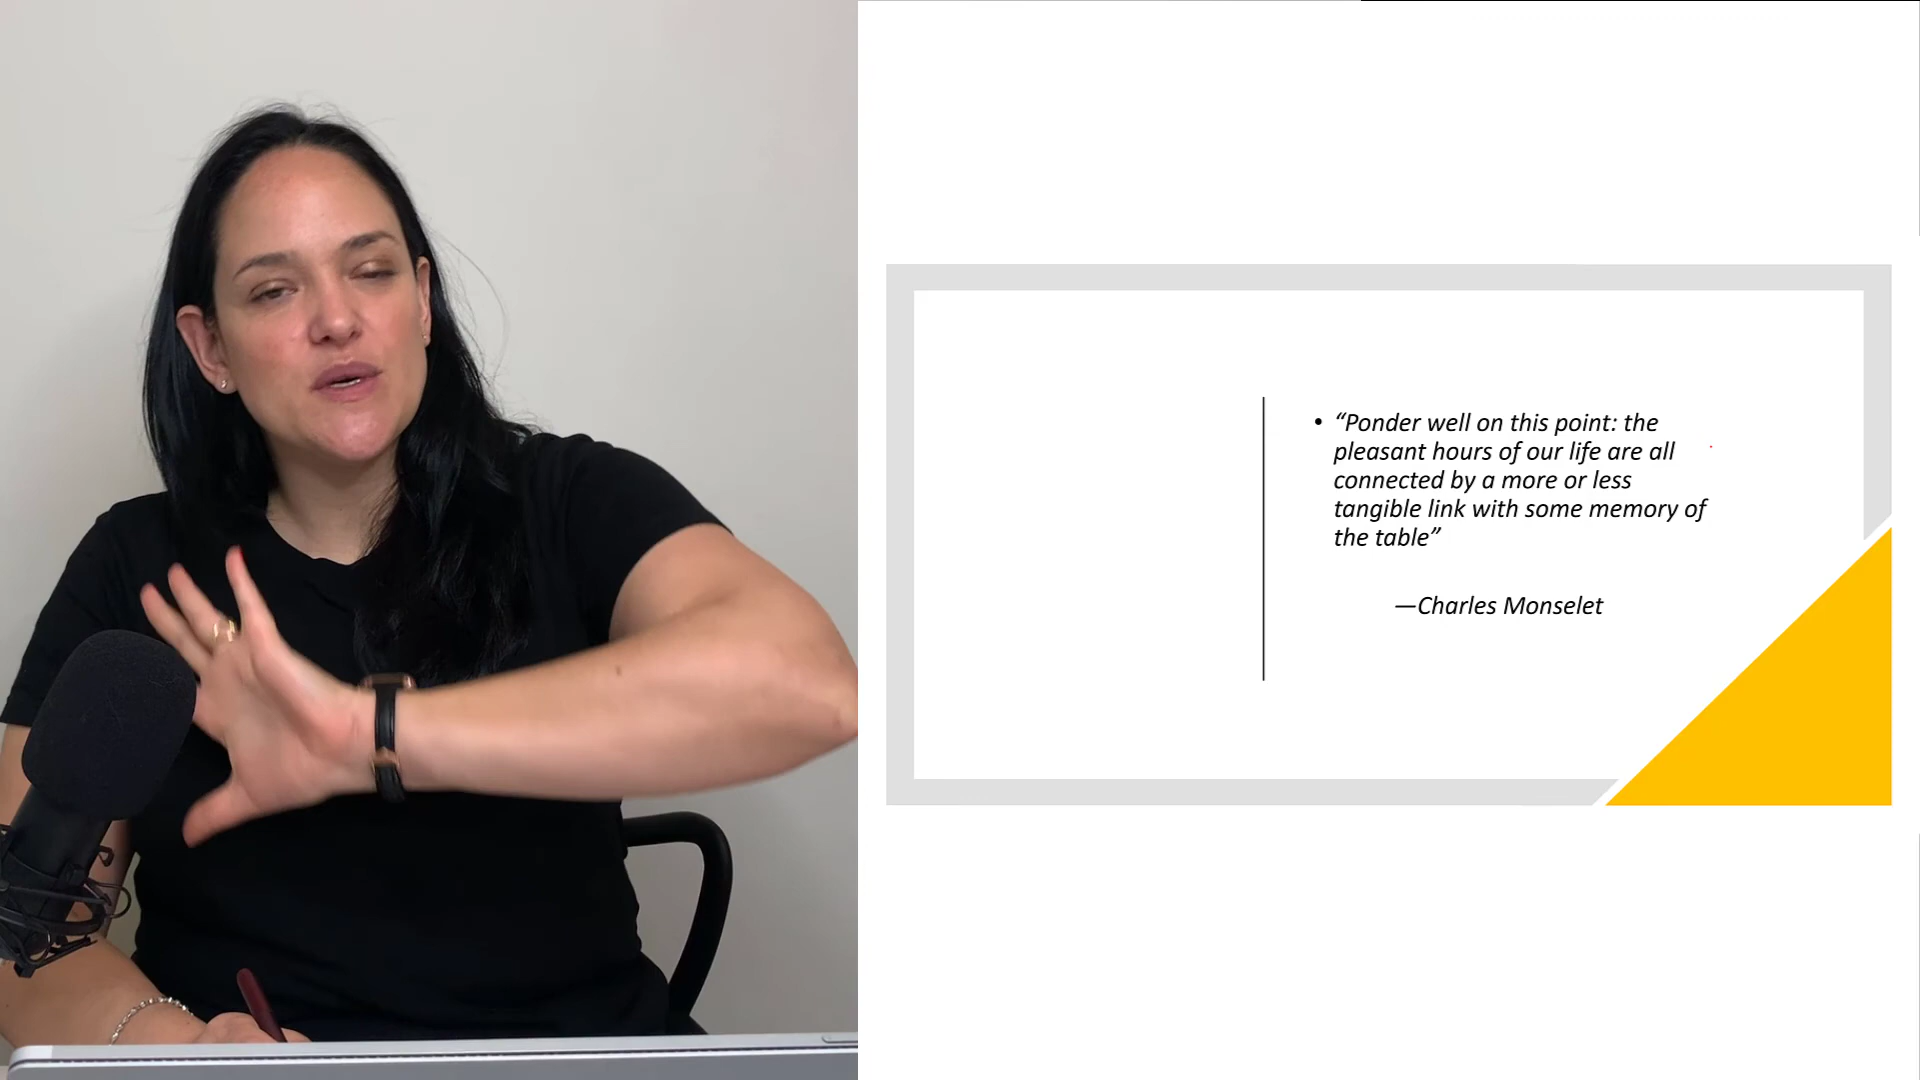 • “Ponder well on this point: the
pleasant hours of our life are all
connected by a more or less
tangible link with some memory of
the table”
—Charles Monselet